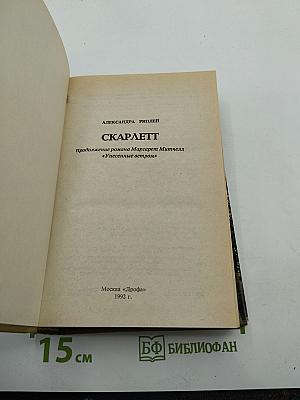 АЛЕКСАНДРА РИПЛЕЙ
СКАРЛЕТТ
Продолжение романа Маргарет Митчелл
«Унесенные ветром»
Москва «Дрофа»
1992 г.
15 см
БФ БИБЛИОФАН